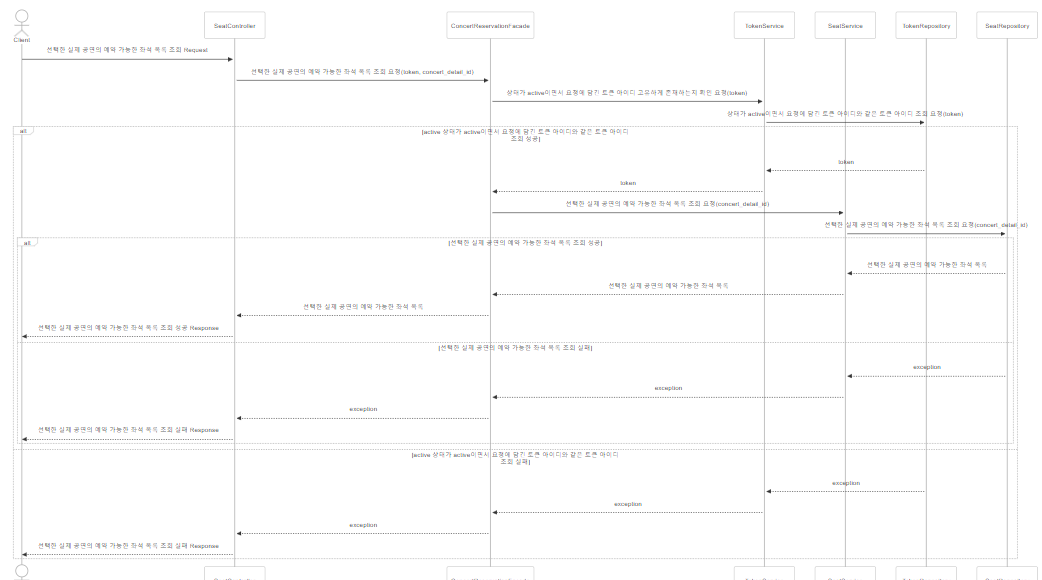 SeatController
ConcertReservationFacade
TokenService
SeatService
TokenRepository
SeatRepository
Client
선택한 실제 공연의 예약 가능한 좌석 목록 조회 Request
선택한 실제 공연의 예약 가능한 좌석 목록 조회 요청(token, concert_detail_id)
상태가 active이면서 요청에 담긴 토큰 아이디 고유하게 존재하는지 확인 요청(token)
상태가 active이면서 요청에 담긴 토큰 아이디와 같은 토큰 아이디 조회 요청(token)
alt
[active 상태가 active이면서 요청에 담긴 토큰 아이디와 같은 토큰 아이디
조회 성공]
token
token
선택한 실제 공연의 예약 가능한 좌석 목록 조회 요청(concert_detail_id)
선택한 실제 공연의 예약 가능한 좌석 목록 조회 요청(concert_detail_id)
alt
[선택한 실제 공연의 예약 가능한 좌석 목록 조회 성공]
선택한 실제 공연의 예약 가능한 좌석 목록
선택한 실제 공연의 예약 가능한 좌석 목록
선택한 실제 공연의 예약 가능한 좌석 목록
선택한 실제 공연의 예약 가능한 좌석 목록 조회 성공 Response
[선택한 실제 공연의 예약 가능한 좌석 목록 조회 실패]
exception
exception
exception
선택한 실제 공연의 예약 가능한 좌석 목록 조회 실패 Response
[active 상태가 active이면서 요청에 담긴 토큰 아이디와 같은 토큰 아이디
조회 실패]
exception
exception
exception
선택한 실제 공연의 예약 가능한 좌석 목록 조회 실패 Response